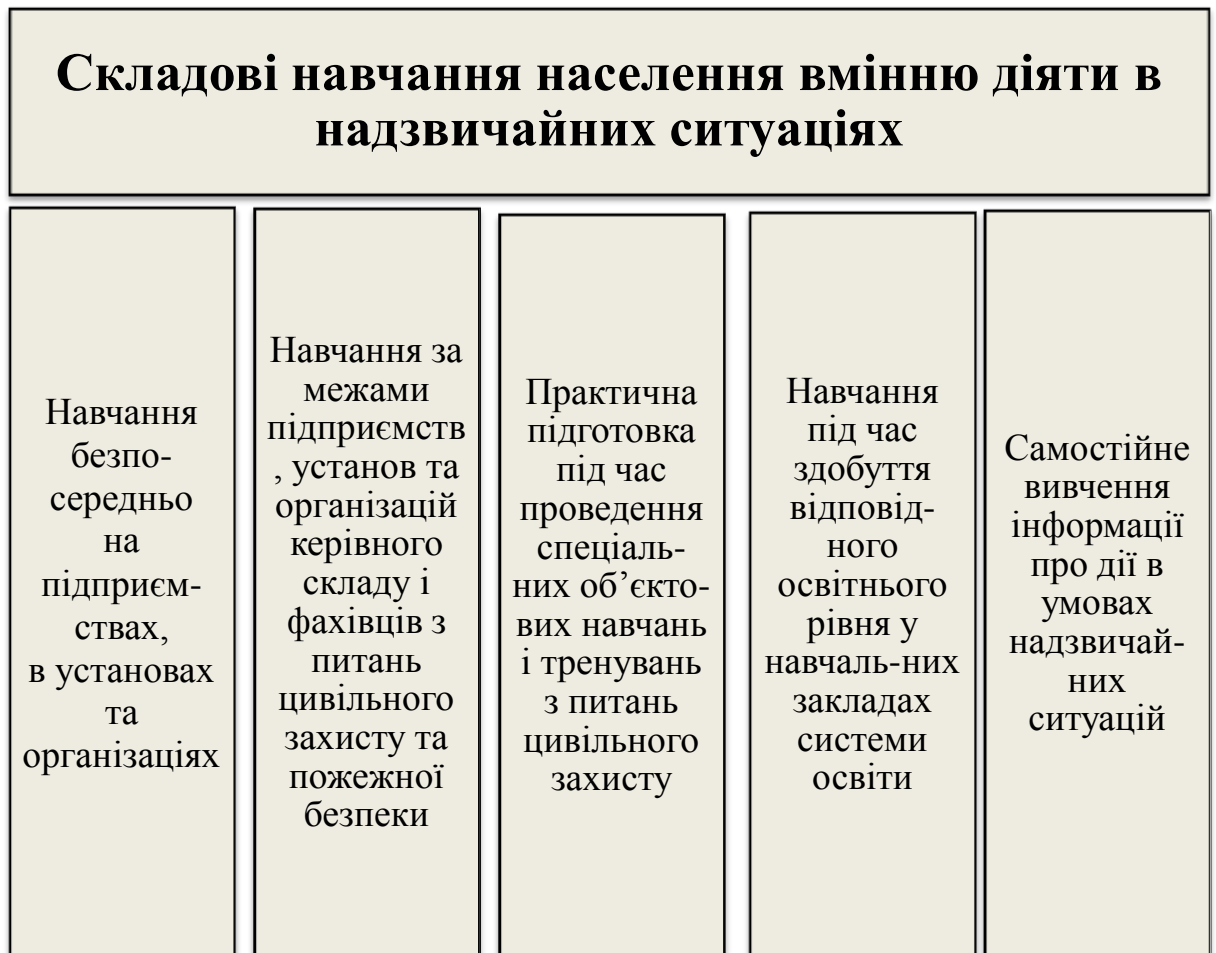 Складові навчання населення вмінню діяти в
надзвичайних ситуаціях
Навчання
безпо-
середньо
на
підприєм-
ствах,
в установах
та
організаціях
Навчання за
межами
підприємств
, установ та
організацій
керівного
складу і
фахівців з
питань
цивільного
захисту та
пожежної
безпеки
Практична
підготовка
під час
проведення
спеціаль-
них об’єкто-
вих навчань
і тренувань
з питань
цивільного
захисту
Навчання
під час
здобуття
відповід-
ного
освітнього
рівня у
навчаль-них
закладах
системи
освіти
Самостійне
вивчення
інформації
про дії в
умовах
надзвичай-
них
ситуацій